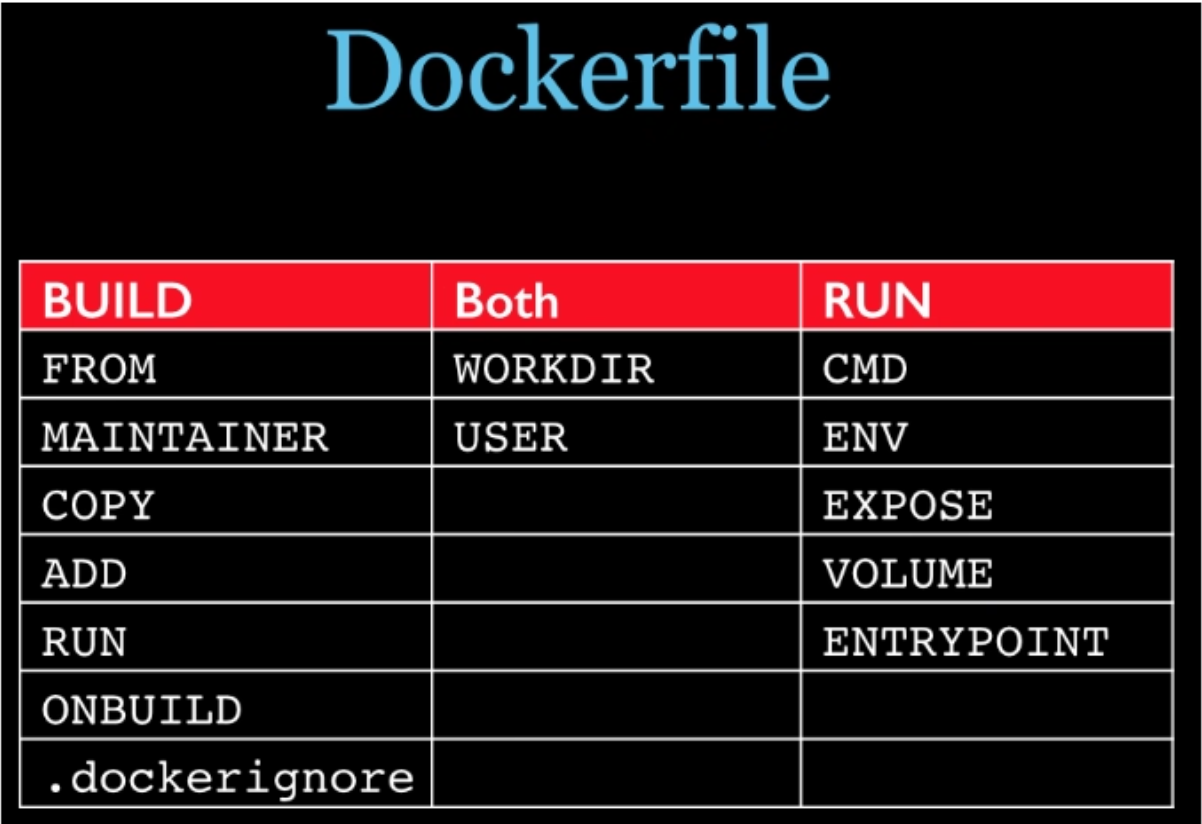 Dockerfile
BUILD Both RUN
FROM WORKDIR CMD
MAINTAINER USER ENV
COPY EXPOSE
ADD VOLUME
RUN ENTRYPOINT
ONBUILD
.dockerignore